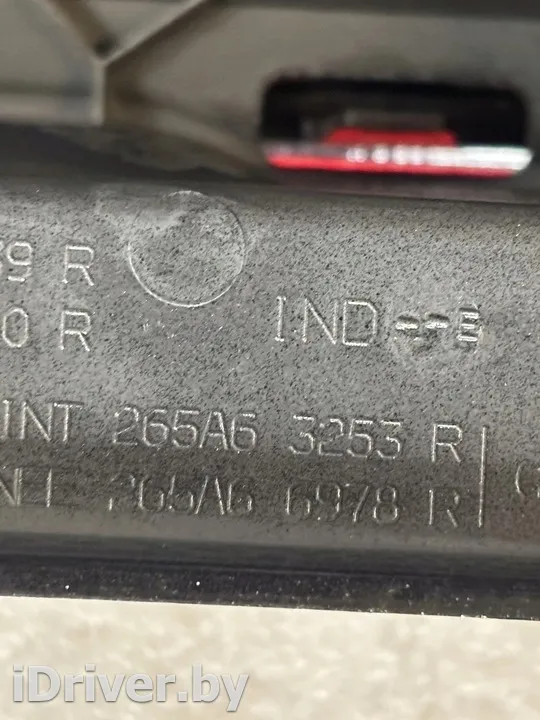 9 R
0 R
IND --E
INT 265A6 3253 R
265A6 6978 R
iDriver.by